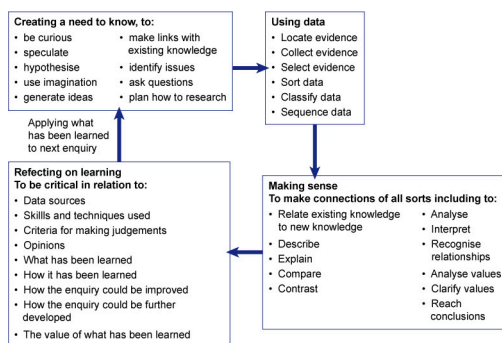 Creating a need to know, to:
• be curious
• speculate
• hypothesise
• use imagination
• generate ideas
• make links with
existing knowledge
• identify issues
• ask questions
• plan how to research
Using data
• Locate evidence
• Collect evidence
• Select evidence
• Sort data
• Classify data
• Sequence data
Making sense
To make connections of all sorts including to:
• Relate existing knowledge
to new knowledge
• Describe
• Explain
• Compare
• Contrast
• Analyse
• Interpret
• Recognise
relationships
• Analyse values
• Clarify values
• Reach
conclusions
Refecting on learning
To be critical in relation to:
• Data sources
• Skillls and techniques used
• Criteria for making judgements
• Opinions
• What has been learned
• How it has been learned
• How the enquiry could be improved
• How the enquiry could be further
developed
• The value of what has been learned
Applying what
has been learned
to next enquiry